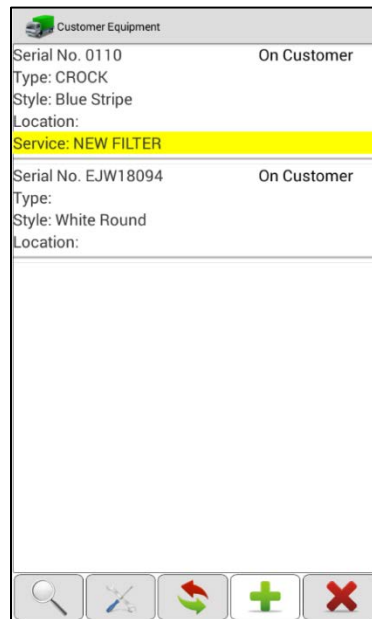 Customer Equipment
Serial No. 0110 On Customer
Type: CROCK
Style: Blue Stripe
Location:
Service: NEW FILTER
Serial No. EJW18094 On Customer
Type:
Style: White Round
Location: